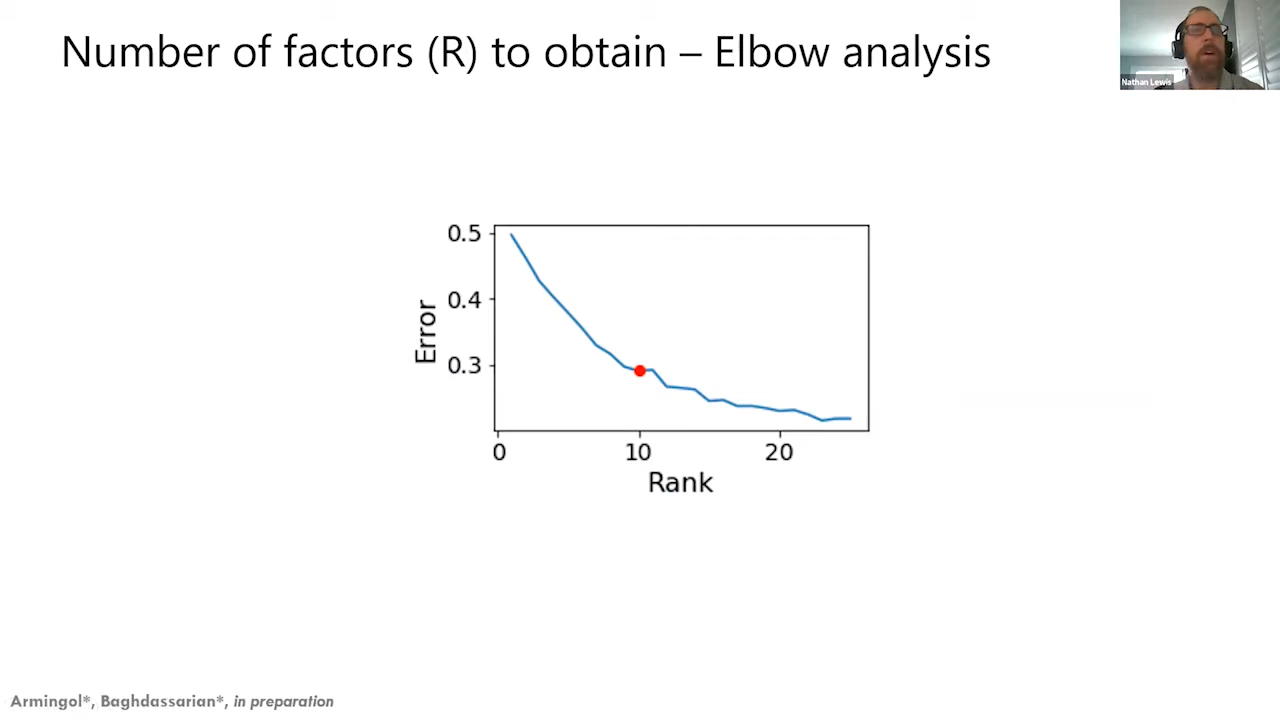 Number of factors (R) to obtain – Elbow analysis
Nathan Lewis
0.5
0.4
0.3
Error
0 10 20
Rank
Armingol*, Baghdassarian*, in preparation